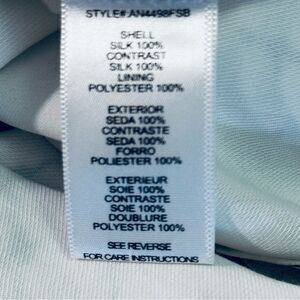 STYLE# AN4498FSB
SHELL
SILK 100%
CONTRAST
SILK 100%
LINING
POLYESTER 100%
EXTERIOR
SEDA 100%
CONTRASTE
SEDA 100%
FORRO
POLIESTER 100%
EXTERIEUR
SOIE 100%
CONTRASTE
SOIE 100%
DOUBLURE
POLYESTER 100%
SEE REVERSE
FOR CARE INSTRUCTIONS